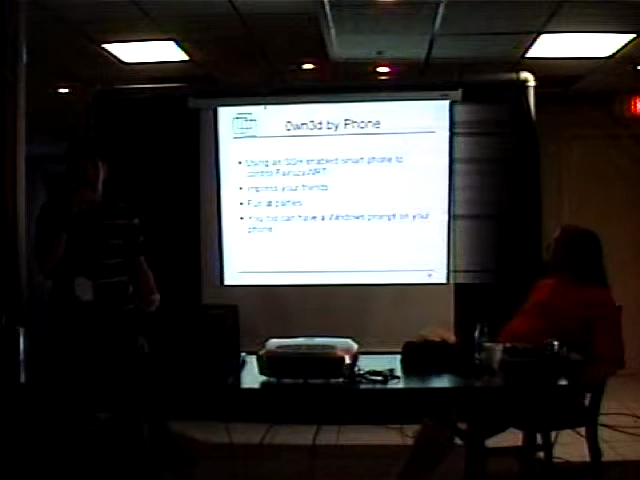 0wn3d by Phone
• Using an SSH enabled smart phone to
control
• Impress your friends
• Fun at parties
• You too can have a Windows prompt on your
phone